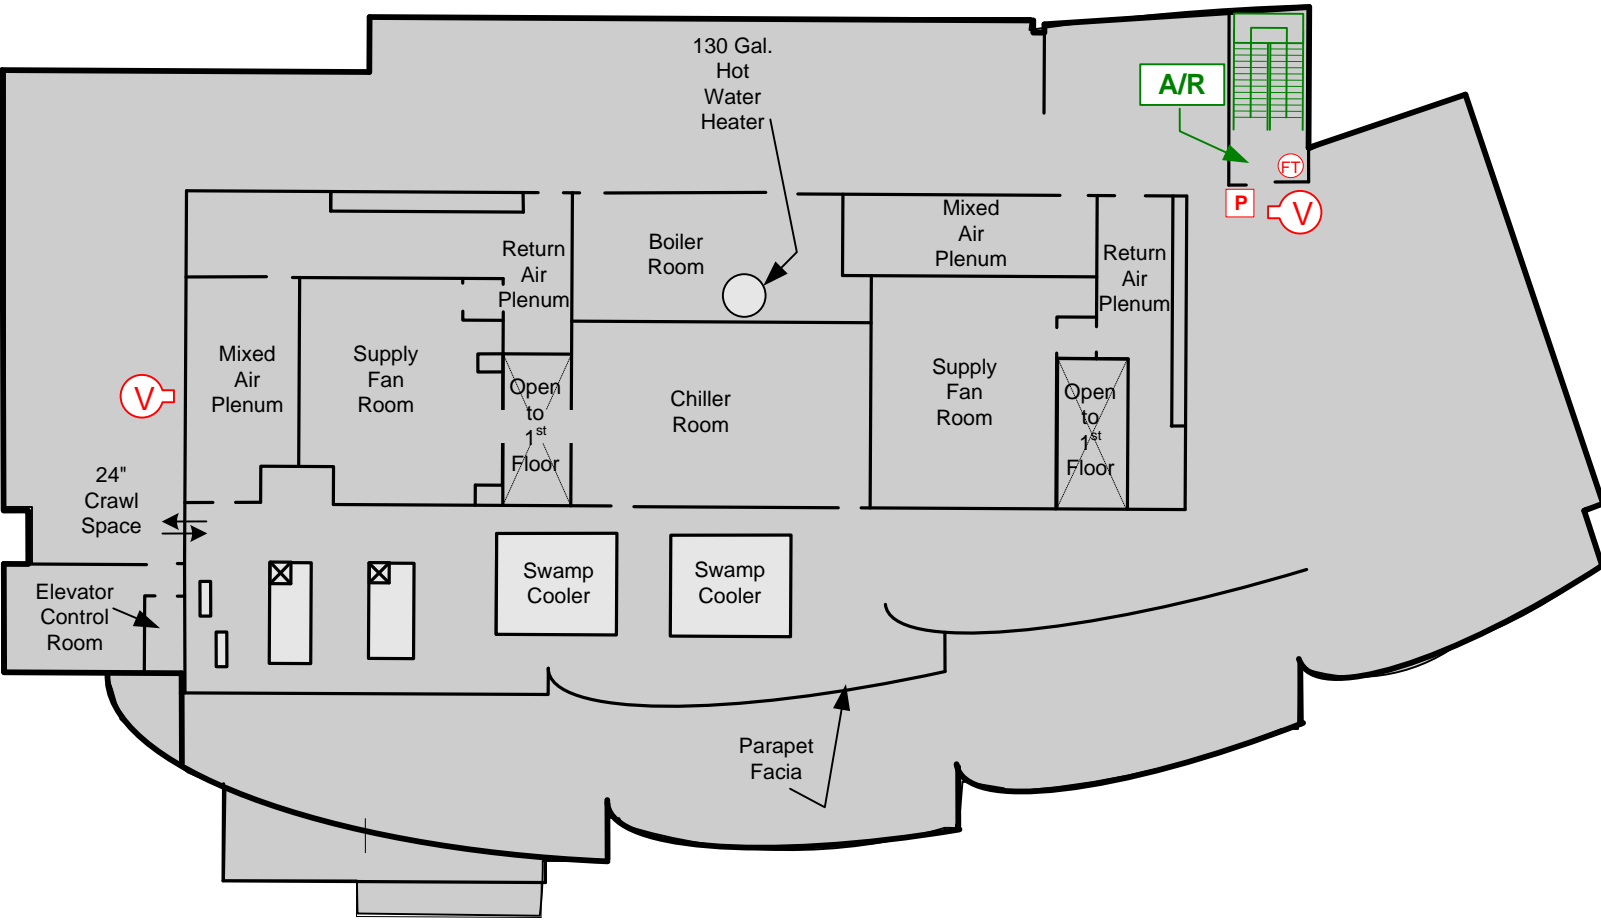 130 Gal.
Hot
Water
Heater
A/R
FT
P
V
Mixed
Air
Plenum
Return
Air
Plenum
Boiler
Room
Return
Air
Plenum
Mixed
Air
Plenum
Supply
Fan
Room
Open
to
1st
Floor
Chiller
Room
Supply
Fan
Room
Open
to
1st
Floor
V
24"
Crawl
Space
Elevator
Control
Room
Swamp
Cooler
Swamp
Cooler
Parapet
Facia